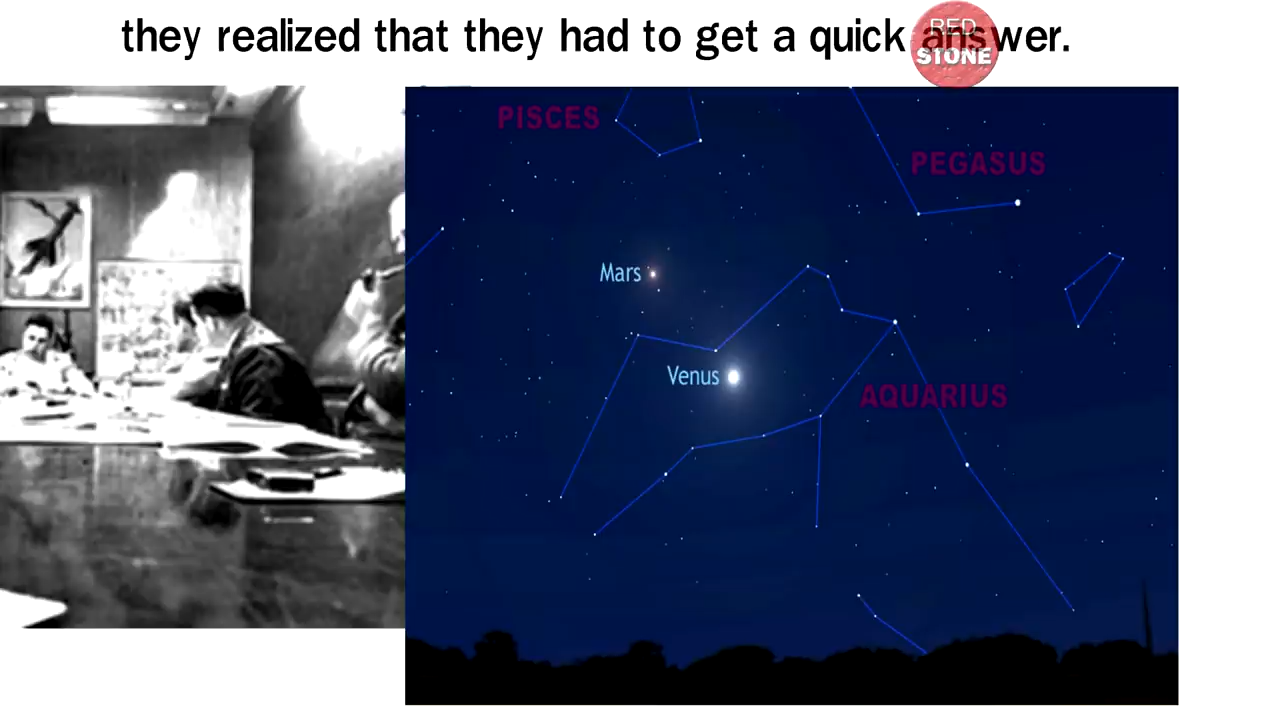 they realized that they had to get a quick answer.
RED
STONE
PISCES
PEGASUS
Mars
Venus
AQUARIUS